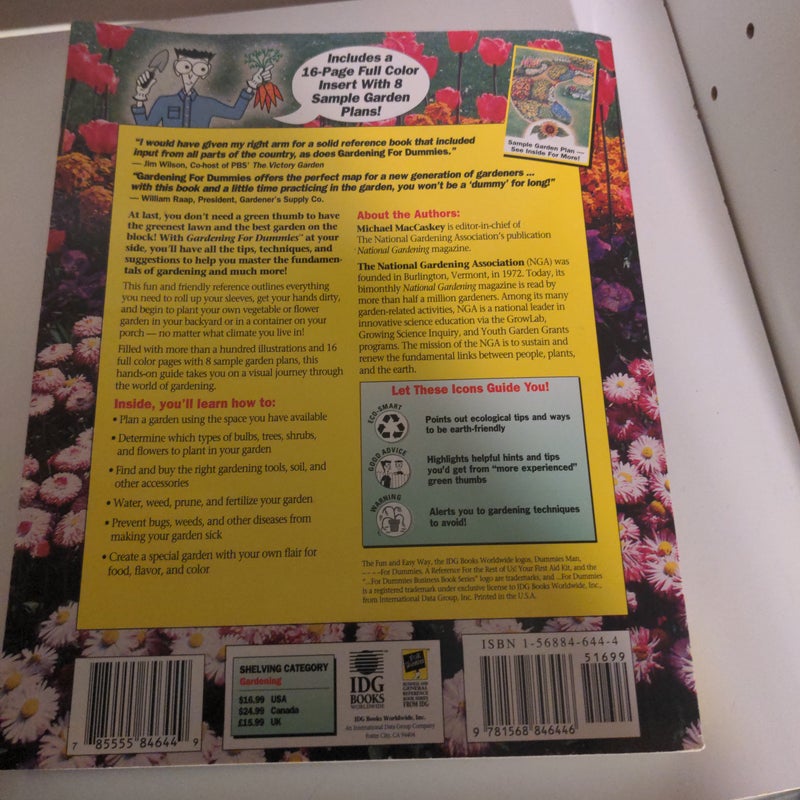 Includes a
16-Page Full Color
Insert With 8
Sample Garden
Plans!
Sample Garden Plan —
See Inside For More!
"I would have given my right arm for a solid reference book that included
input from all parts of the country, as does Gardening For Dummies."
— Jim Wilson, Co-host of PBS' The Victory Garden
"Gardening For Dummies offers the perfect map for a new generation of gardeners ...
with this book and a little time practicing in the garden, you won't be a 'dummy' for long!"
— William Raap, President, Gardener's Supply Co.
At last, you don't need a green thumb to have
the greenest lawn and the best garden on the
block! With Gardening For Dummies™ at your
side, you'll have all the tips, techniques, and
suggestions to help you master the fundamen-
tals of gardening and much more!
This fun and friendly reference outlines everything
you need to roll up your sleeves, get your hands dirty,
and begin to plant your own vegetable or flower
garden in your backyard or in a container on your
porch — no matter what climate you live in!
Filled with more than a hundred illustrations and 16
full color pages with 8 sample garden plans, this
hands-on guide takes you on a visual journey through
the world of gardening.
Inside, you'll learn how to:
• Plan a garden using the space you have available
• Determine which types of bulbs, trees, shrubs,
and flowers to plant in your garden
• Find and buy the right gardening tools, soil, and
other accessories
• Water, weed, prune, and fertilize your garden
• Prevent bugs, weeds, and other diseases from
making your garden sick
• Create a special garden with your own flair for
food, flavor, and color
About the Authors:
Michael MacCaskey is editor-in-chief of
The National Gardening Association's publication
National Gardening magazine.
The National Gardening Association (NGA) was
founded in Burlington, Vermont, in 1972. Today, its
bimonthly National Gardening magazine is read by
more than half a million gardeners. Among its many
garden-related activities, NGA is a national leader in
innovative science education via the GrowLab,
Growing Science Inquiry, and Youth Garden Grants
programs. The mission of the NGA is to sustain and
renew the fundamental links between people, plants,
and the earth.
Let These Icons Guide You!
ECO-SMART
Points out ecological tips and ways
to be earth-friendly
GOOD ADVICE
Highlights helpful hints and tips
you'd get from "more experienced"
green thumbs
WARNING
Alerts you to gardening techniques
to avoid!
The Fun and Easy Way, the IDG Books Worldwide logos, Dummies Man,
- - - -For Dummies, A Reference For the Rest of Us! Your First Aid Kit, and the
"...For Dummies Business Book Series" logo are trademarks, and ...For Dummies
is a registered trademark under exclusive license to IDG Books Worldwide, Inc.,
from International Data Group, Inc. Printed in the U.S.A.
7 85555 84644 9
SHELVING CATEGORY
Gardening
$16.99 USA
$24.99 Canada
£15.99 UK
IDG
BOOKS
WORLDWIDE
BUSINESS AND
GENERAL
REFERENCE
BOOK SERIES
FROM IDG
IDG Books Worldwide, Inc.
An International Data Group Company
Foster City, CA 94404
ISBN 1-56884-644-4
51699
9 781568 846446